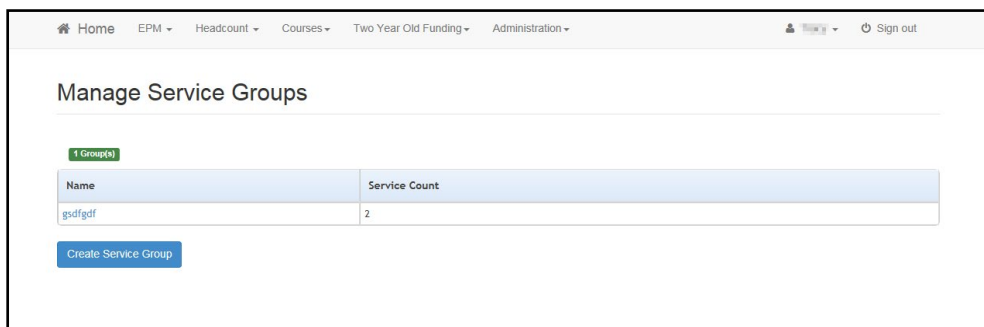 Home EPM Headcount Courses Two Year Old Funding Administration Sign out
Manage Service Groups
1 Group(s)
Name Service Count
gsdfgdf 2
Create Service Group